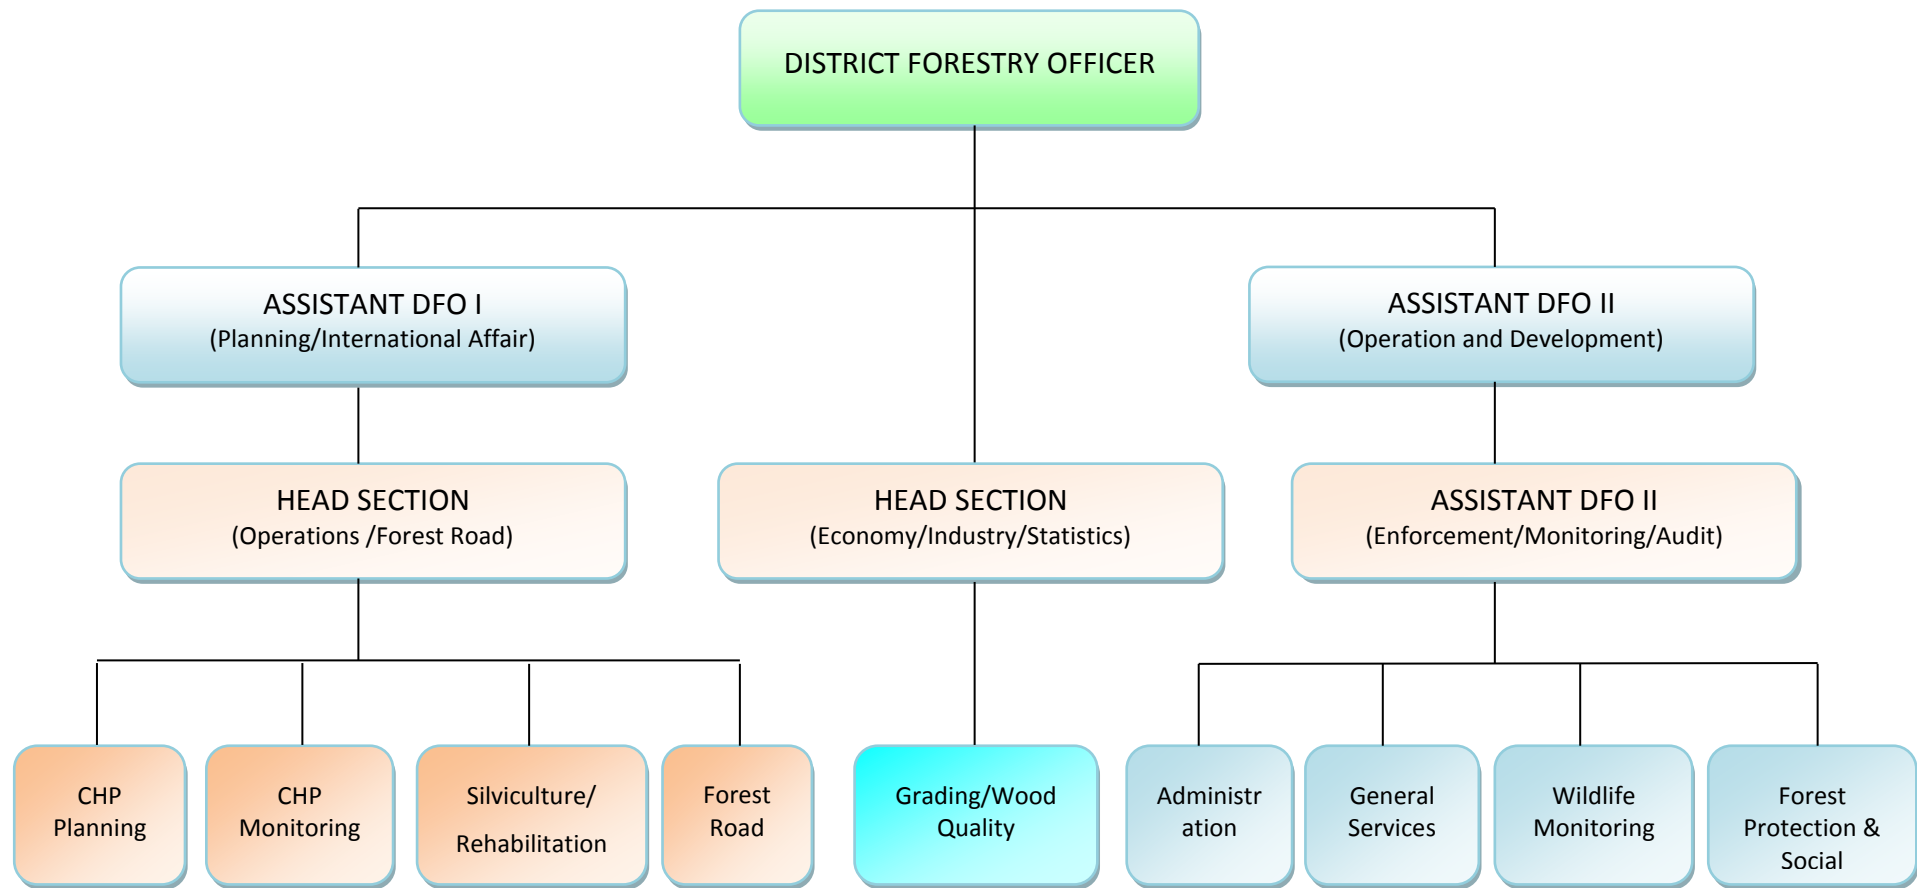 DISTRICT FORESTRY OFFICER
ASSISTANT DFO I
(Planning/International Affair)
ASSISTANT DFO II
(Operation and Development)
HEAD SECTION
(Operations /Forest Road)
HEAD SECTION
(Economy/Industry/Statistics)
ASSISTANT DFO II
(Enforcement/Monitoring/Audit)
CHP
Planning
CHP
Monitoring
Silviculture/
Rehabilitation
Forest
Road
Grading/Wood
Quality
Administr
ation
General
Services
Wildlife
Monitoring
Forest
Protection &
Social